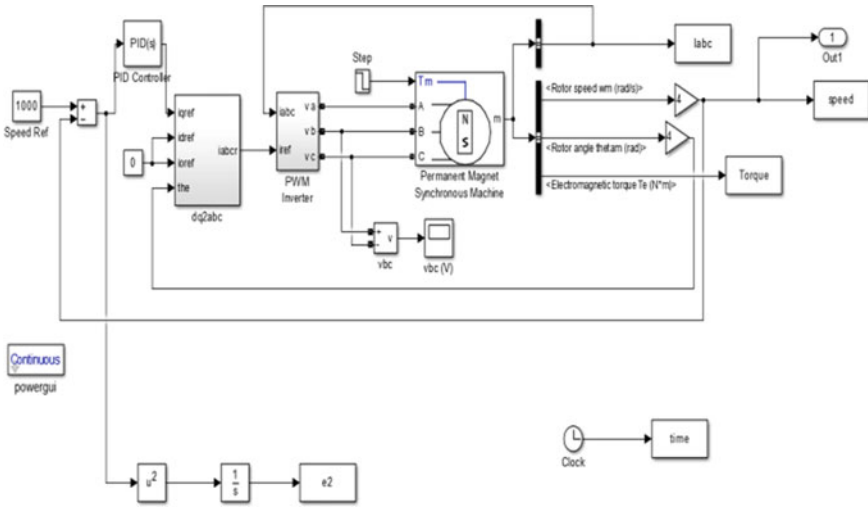 PID(s)
PID Controller
1000
Speed Ref
+
−
0
iqref
idref
ioref
the
iabcr
dq2abc
iabc
iref
va
vb
vc
PWM
Inverter
Step
Tm
A
B
C
N
S
m
Permanent Magnet
Synchronous Machine
+
−
v
vbc
vbc (V)
Iabc
<Rotor speed wm (rad/s)>
4
<Rotor angle thetam (rad)>
4
<Electromagnetic torque Te (N*m)>
1
Out1
speed
Torque
Continuous
powergui
u²
1
s
e2
Clock
time